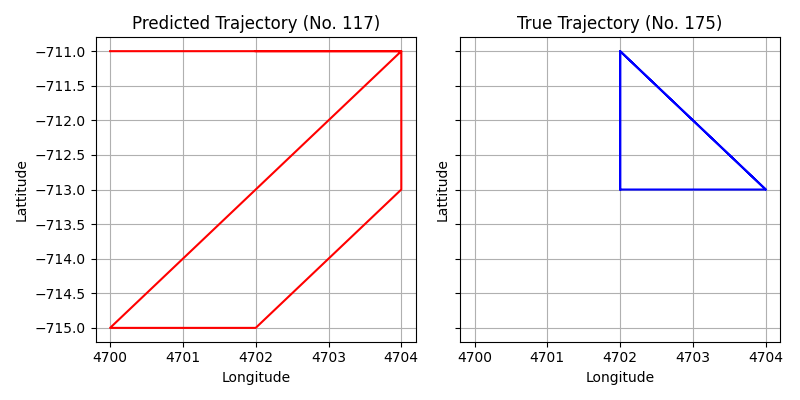 Predicted Trajectory (No. 117)
True Trajectory (No. 175)
−711.0
−711.5
−712.0
−712.5
−713.0
−713.5
−714.0
−714.5
−715.0
Lattitude
Lattitude
4700 4701 4702 4703 4704
4700 4701 4702 4703 4704
Longitude
Longitude